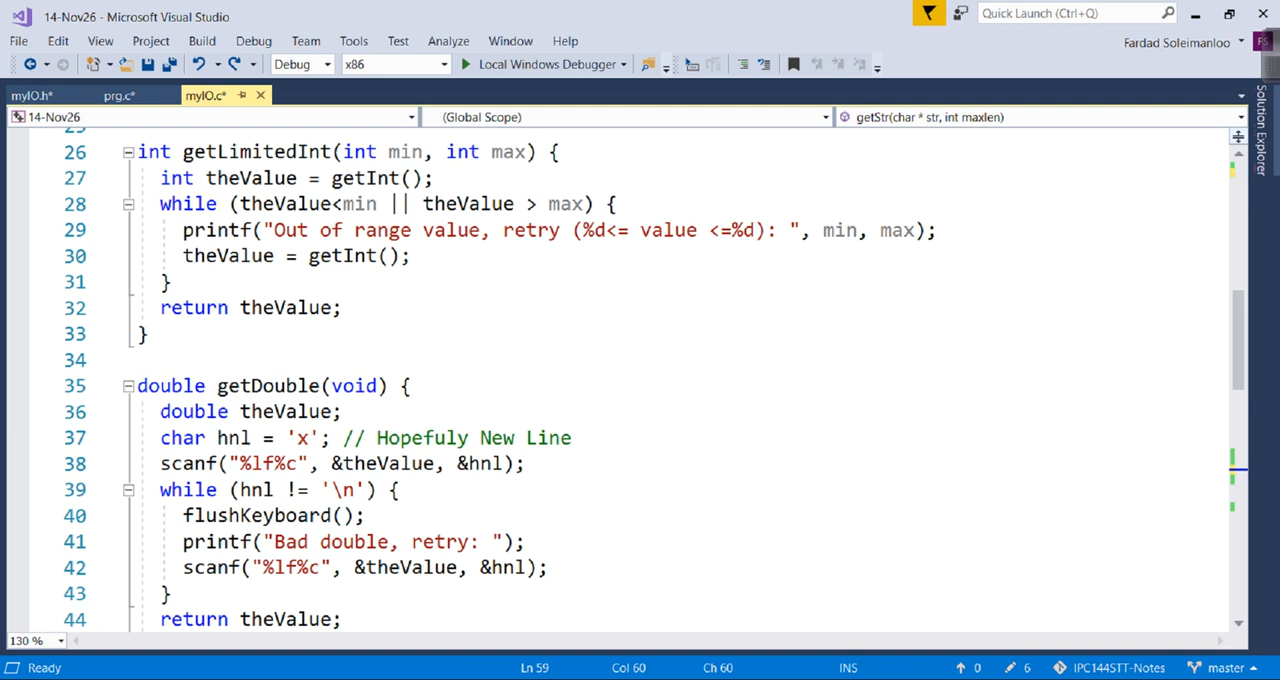 14-Nov26 - Microsoft Visual Studio
Quick Launch (Ctrl+Q)
File Edit View Project Build Debug Team Tools Test Analyze Window Help
Fardad Soleimanloo
FS
Debug x86 Local Windows Debugger
myIO.h* prg.c* myIO.c*
Solution Explorer
14-Nov26 (Global Scope) getStr(char * str, int maxlen)
25
26 int getLimitedInt(int min, int max) {
27 int theValue = getInt();
28 while (theValue<min || theValue > max) {
29 printf("Out of range value, retry (%d<= value <=%d): ", min, max);
30 theValue = getInt();
31 }
32 return theValue;
33 }
34
35 double getDouble(void) {
36 double theValue;
37 char hnl = 'x'; // Hopefuly New Line
38 scanf("%lf%c", &theValue, &hnl);
39 while (hnl != '\n') {
40 flushKeyboard();
41 printf("Bad double, retry: ");
42 scanf("%lf%c", &theValue, &hnl);
43 }
44 return theValue;
130 %
Ready Ln 59 Col 60 Ch 60 INS 0 6 IPC144STT-Notes master